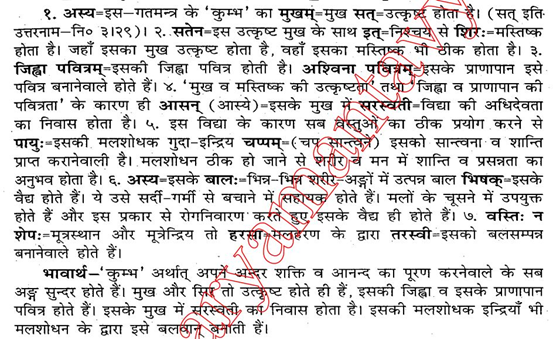 १. अस्य=इस-गतमन्त्र के 'कुम्भ' का मुखम्=मुख सत्=उत्कृष्ट होता है। (सत् इति
उत्तरनाम-नि० ३।२९)। २. सतेन=इस उत्कृष्ट मुख के साथ इत्=निश्चय से शिरः=मस्तिष्क
होता है। जहाँ इसका मुख उत्कृष्ट होता है, वहाँ इसका मस्तिष्क भी ठीक होता है। ३.
जिह्वा पवित्रम्=इसकी जिह्वा पवित्र होती है। अश्विना पवित्रम्=इसके प्राणापान इसे
पवित्र बनानेवाले होते हैं। ४. 'मुख व मस्तिष्क की उत्कृष्टता' तथा 'जिह्वा व प्राणापान की
पवित्रता' के कारण ही आसन् (आस्ये)=इसके मुख में सरस्वती=विद्या की अधिदेवता
का निवास होता है। ५. इस विद्या के कारण सब वस्तुओं का ठीक प्रयोग करने से
पायुः=इसकी मलशोधक गुदा-इन्द्रिय चप्पम्=(चप् सान्त्वने) इसको सान्त्वना व शान्ति
प्राप्त करानेवाली है। मलशोधन ठीक हो जाने से शरीर व मन में शान्ति व प्रसन्नता का
अनुभव होता है। ६. अस्य=इसके बालः=भिन्न-भिन्न शरीर-अङ्गों में उत्पन्न बाल भिषक्=इसके
वैद्य होते हैं। ये उसे सर्दी-गर्मी से बचाने में सहायक होते हैं। मलों के चूसने में उपयुक्त
होते हैं और इस प्रकार से रोगनिवारण करते हुए इसके वैद्य ही होते हैं। ७. वस्तिः न
शेपः=मूत्रस्थान और मूत्रेन्द्रिय तो हरसा=मलहरण के द्वारा तरस्वी=इसको बलसम्पन्न
बनानेवाले होते हैं।
भावार्थ-'कुम्भ' अर्थात् अपने अन्दर शक्ति व आनन्द का पूरण करनेवाले के सब
अङ्ग सुन्दर होते हैं। मुख और सिर तो उत्कृष्ट होते ही हैं, इसकी जिह्वा व इसके प्राणापान
पवित्र होते हैं। इसके मुख में सरस्वती का निवास होता है। इसकी मलशोधक इन्द्रियाँ भी
मलशोधन के द्वारा इसे बलवान् बनाती हैं।
aryamantavya